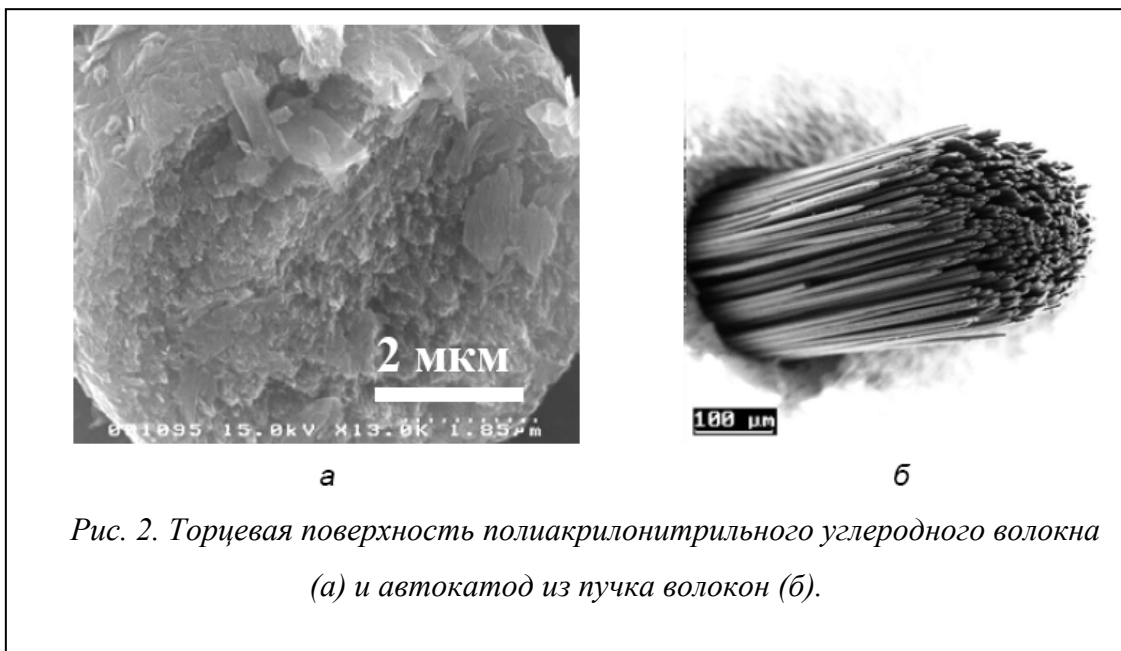 2 мкм
001095 15.0kV X13.0K 1.85µm
100 µm
а
б
Рис. 2. Торцевая поверхность полиакрилонитрильного углеродного волокна
(а) и автокатод из пучка волокон (б).